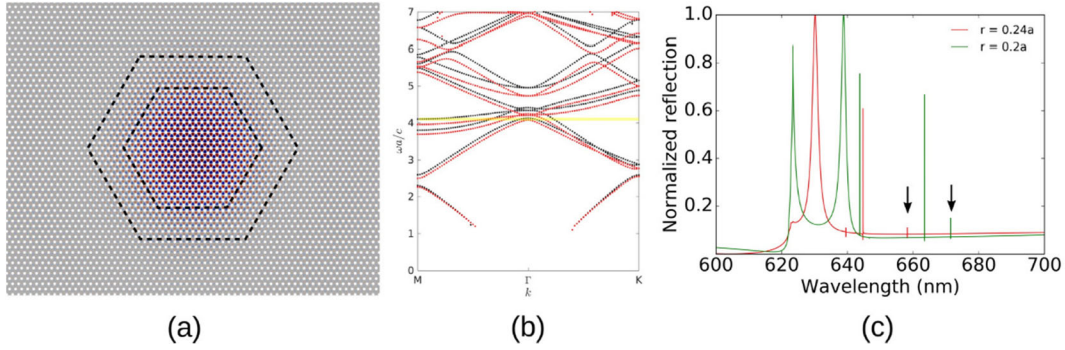 7
6
5
4
3
2
1
0
ωa/c
M
Γ
K
k
1.0
0.8
0.6
0.4
0.2
Normalized reflection
r = 0.24a
r = 0.2a
600
620
640
660
680
700
Wavelength (nm)
(a)
(b)
(c)